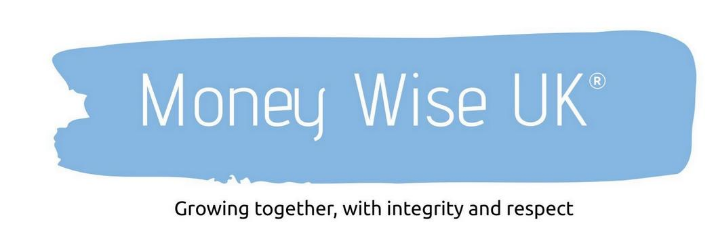 Money Wise UK®
Growing together, with integrity and respect